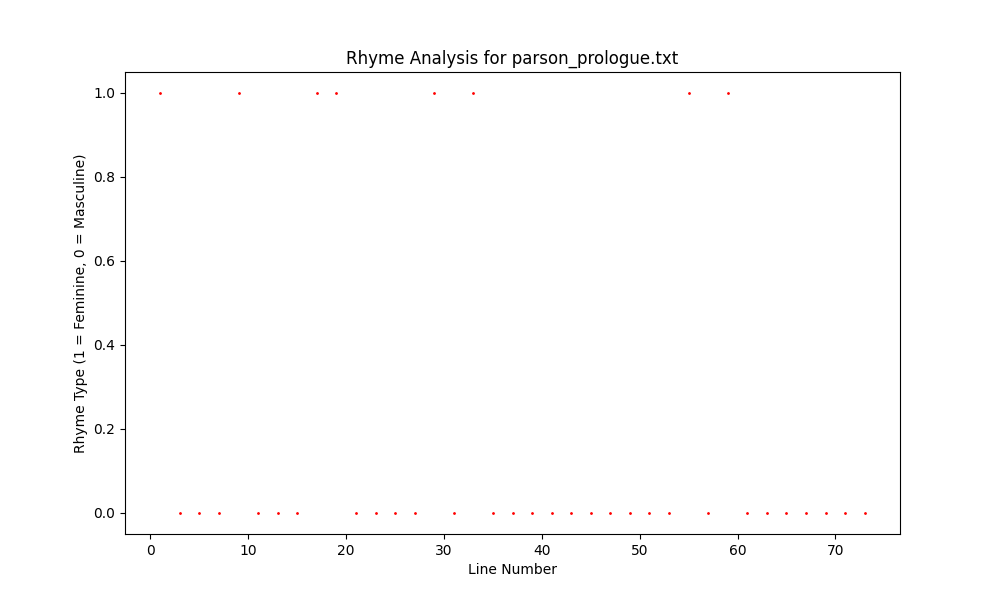 Rhyme Analysis for parson_prologue.txt
Rhyme Type (1 = Feminine, 0 = Masculine)
1.0
0.8
0.6
0.4
0.2
0.0
0 10 20 30 40 50 60 70
Line Number